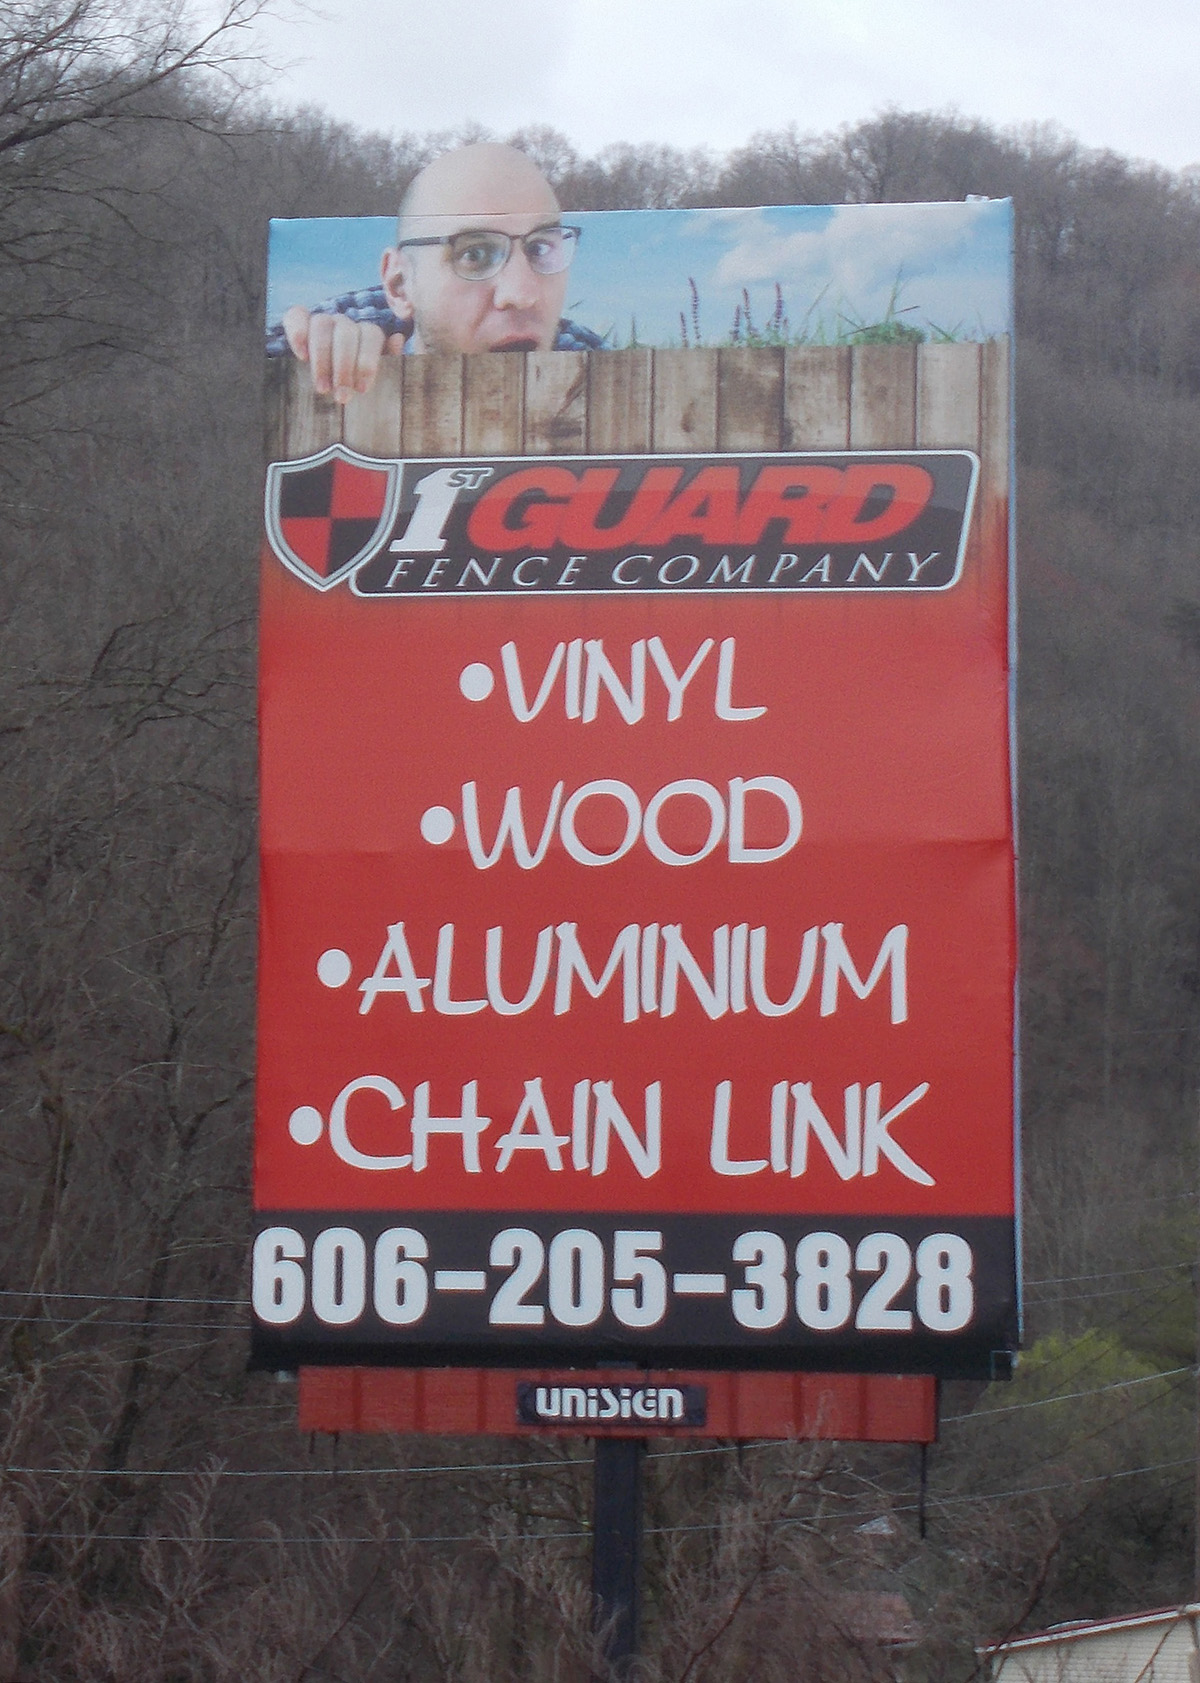 1ST GUARD
FENCE COMPANY
•VINYL
•WOOD
•ALUMINIUM
•CHAIN LINK
606-205-3828
UNISIGN